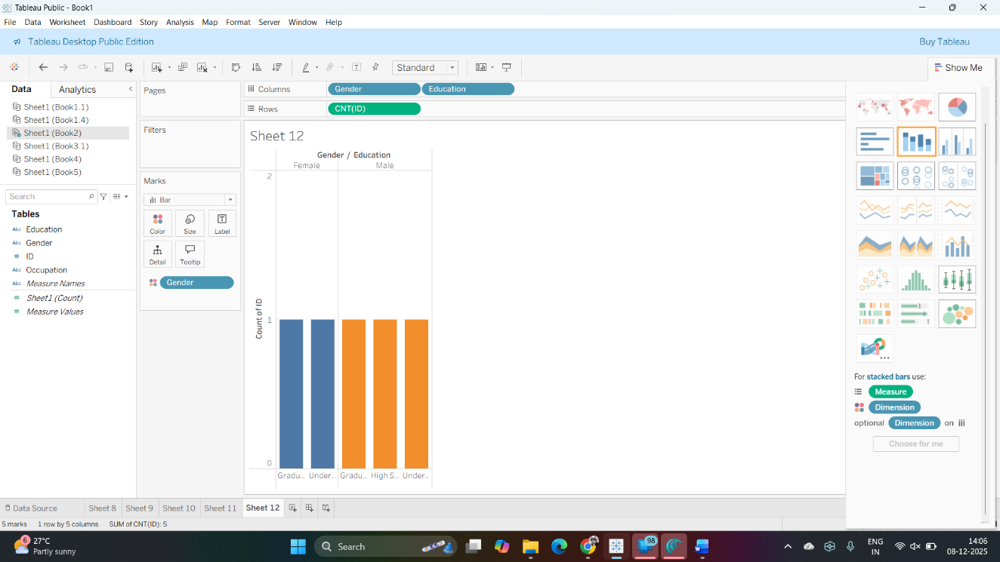 Tableau Public - Book1
File Data Worksheet Dashboard Story Analysis Map Format Server Window Help
Tableau Desktop Public Edition
Buy Tableau
Standard
Show Me
Data
Analytics
Sheet1 (Book1.1)
Sheet1 (Book1.4)
Sheet1 (Book2)
Sheet1 (Book3.1)
Sheet1 (Book4)
Sheet1 (Book5)
Search
Tables
Abc Education
Abc Gender
# ID
Abc Occupation
Abc Measure Names
# Sheet1 (Count)
# Measure Values
Pages
Filters
Marks
Bar
Color Size Label
Detail Tooltip
Gender
Columns Gender Education
Rows CNT(ID)
Sheet 12
Gender / Education
Female Male
2
1
0
Count of ID
Gradu.. Under.. Gradu.. High S.. Under..
For stacked bars use:
Measure
Dimension
optional Dimension on
Choose for me
Data Source Sheet 8 Sheet 9 Sheet 10 Sheet 11 Sheet 12
5 marks 1 row by 5 columns SUM of CNT(ID): 5
6
27°C
Partly sunny
Search
98
ENG
IN
14:06
08-12-2025